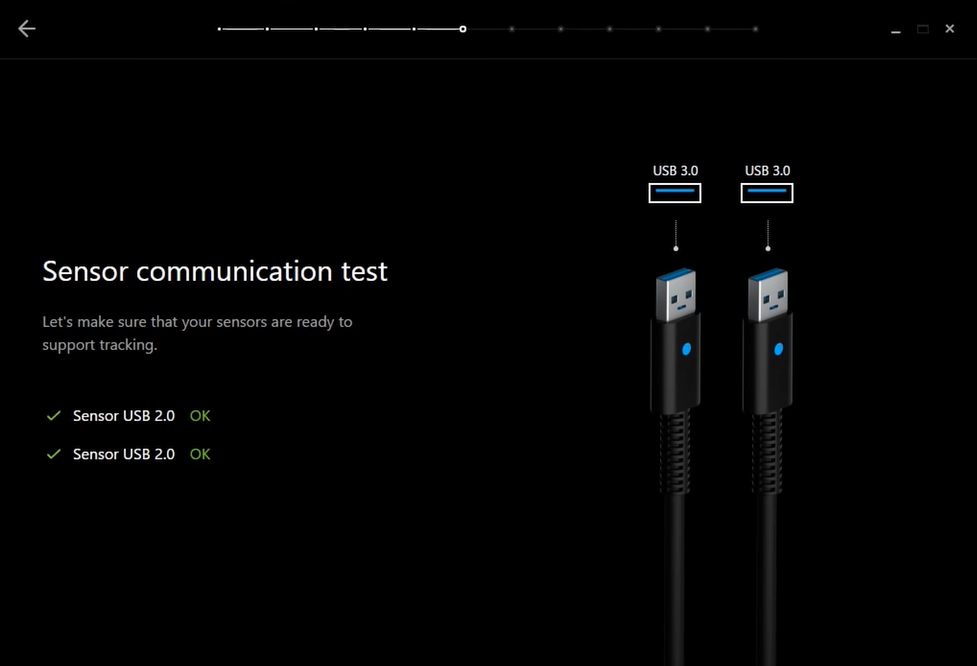 USB 3.0 USB 3.0
Sensor communication test
Let's make sure that your sensors are ready to
support tracking.
Sensor USB 2.0 OK
Sensor USB 2.0 OK